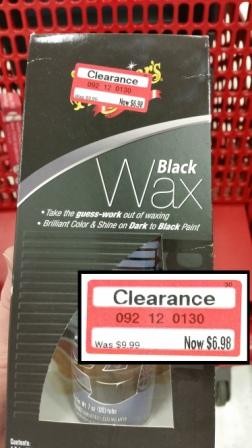 Clearance
092 12 0130
Was $9.99 Now $6.98
Black
Wax
• Take the guess-work out of waxing
• Brilliant Color & Shine on Dark to Black Paint
30
Clearance
092 12 0130
Was $9.99 Now $6.98